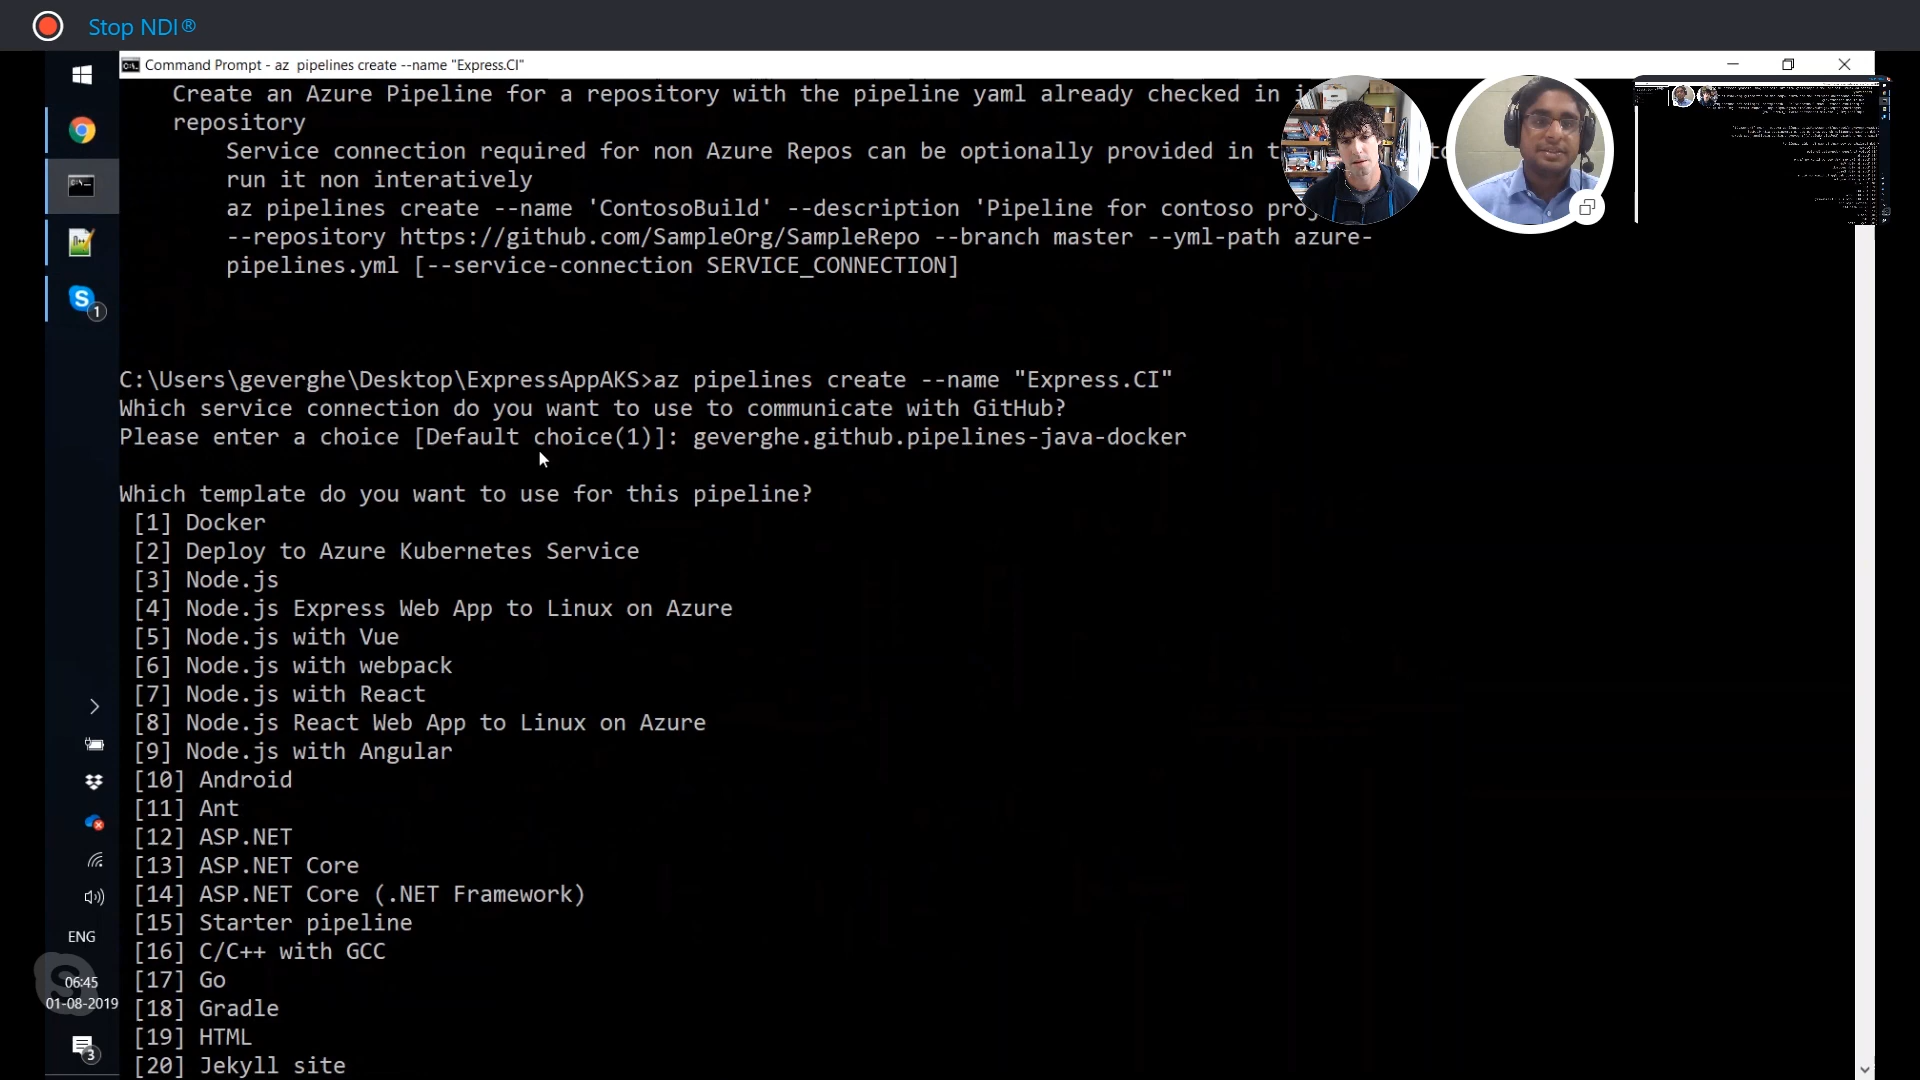 Stop NDI®
Command Prompt - az pipelines create --name "Express.CI"
Create an Azure Pipeline for a repository with the pipeline yaml already checked in
repository
Service connection required for non Azure Repos can be optionally provided in
run it non interatively
az pipelines create --name 'ContosoBuild' --description 'Pipeline for contoso
--repository https://github.com/SampleOrg/SampleRepo --branch master --yml-path azure-
pipelines.yml [--service-connection SERVICE_CONNECTION]
1
C:\Users\geverghe\Desktop\ExpressAppAKS>az pipelines create --name "Express.CI"
Which service connection do you want to use to communicate with GitHub?
Please enter a choice [Default choice(1)]: geverghe.github.pipelines-java-docker
Which template do you want to use for this pipeline?
[1] Docker
[2] Deploy to Azure Kubernetes Service
[3] Node.js
[4] Node.js Express Web App to Linux on Azure
[5] Node.js with Vue
[6] Node.js with webpack
[7] Node.js with React
[8] Node.js React Web App to Linux on Azure
[9] Node.js with Angular
[10] Android
[11] Ant
[12] ASP.NET
[13] ASP.NET Core
[14] ASP.NET Core (.NET Framework)
[15] Starter pipeline
[16] C/C++ with GCC
[17] Go
[18] Gradle
[19] HTML
[20] Jekyll site
ENG
06:45
01-08-2019
3